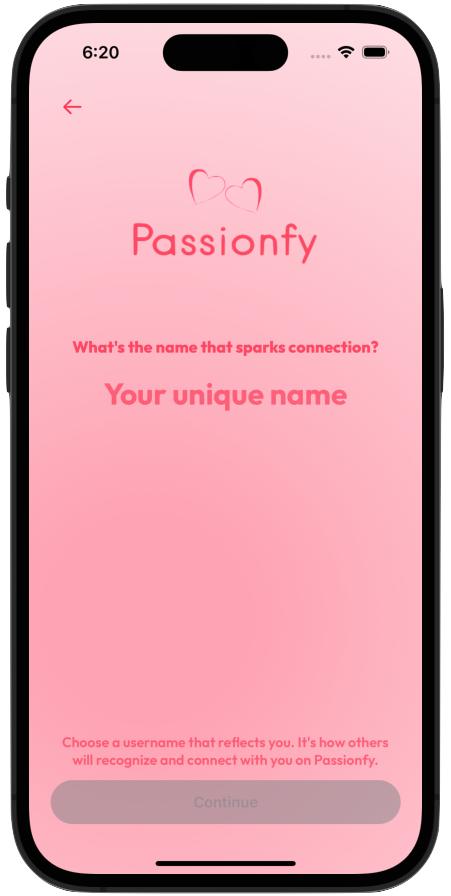 6:20
Passionfy
What's the name that sparks connection?
Your unique name
Choose a username that reflects you. It's how others
will recognize and connect with you on Passionfy.
Continue